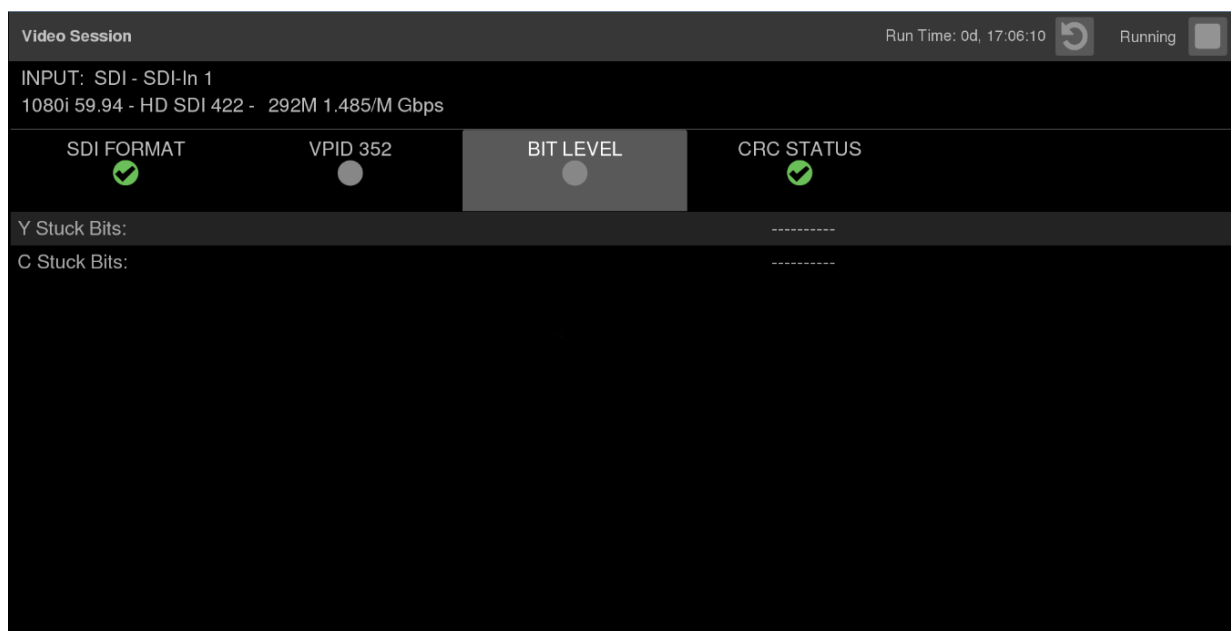 Video Session Run Time: 0d, 17:06:10 Running
INPUT: SDI - SDI-In 1
1080i 59.94 - HD SDI 422 - 292M 1.485/M Gbps
SDI FORMAT VPID 352 BIT LEVEL CRC STATUS
Y Stuck Bits: ----------
C Stuck Bits: ----------